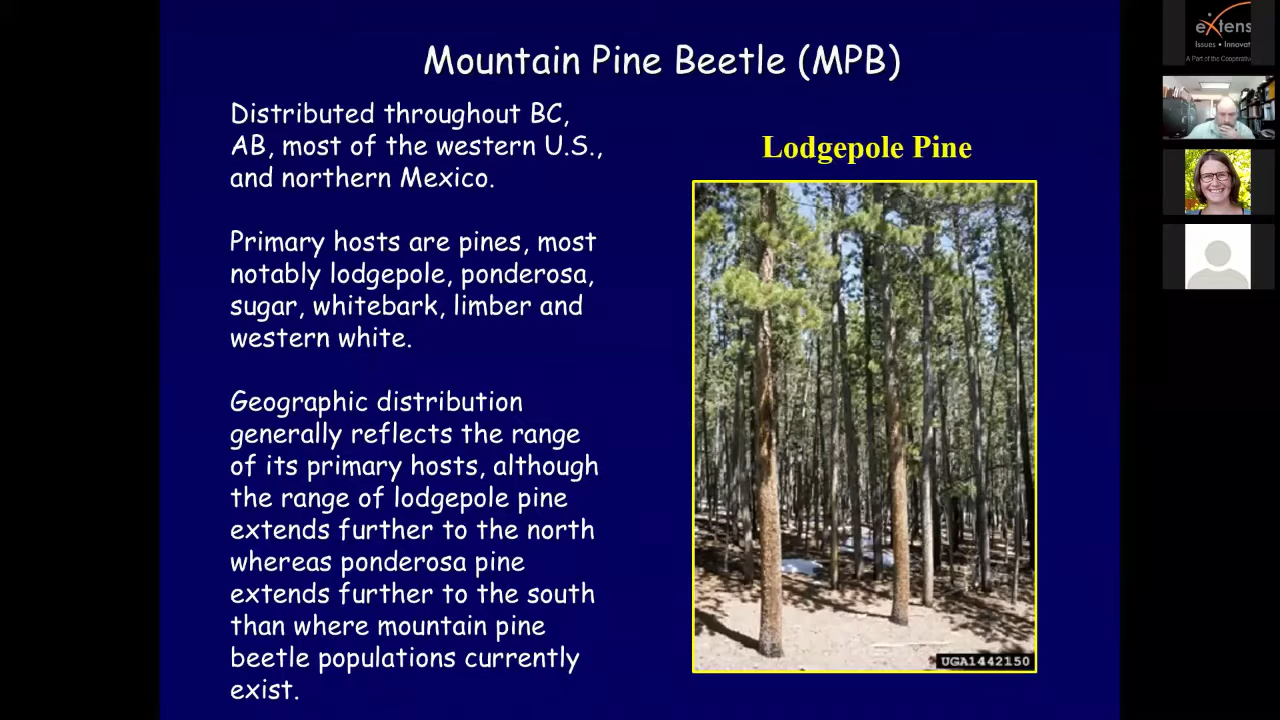 Mountain Pine Beetle (MPB)
Distributed throughout BC,
AB, most of the western U.S.,
and northern Mexico.
Primary hosts are pines, most
notably lodgepole, ponderosa,
sugar, whitebark, limber and
western white.
Geographic distribution
generally reflects the range
of its primary hosts, although
the range of lodgepole pine
extends further to the north
whereas ponderosa pine
extends further to the south
than where mountain pine
beetle populations currently
exist.
Lodgepole Pine
UGA1442150
eXtens
Issues • Innovat
A Part of the Cooperativ